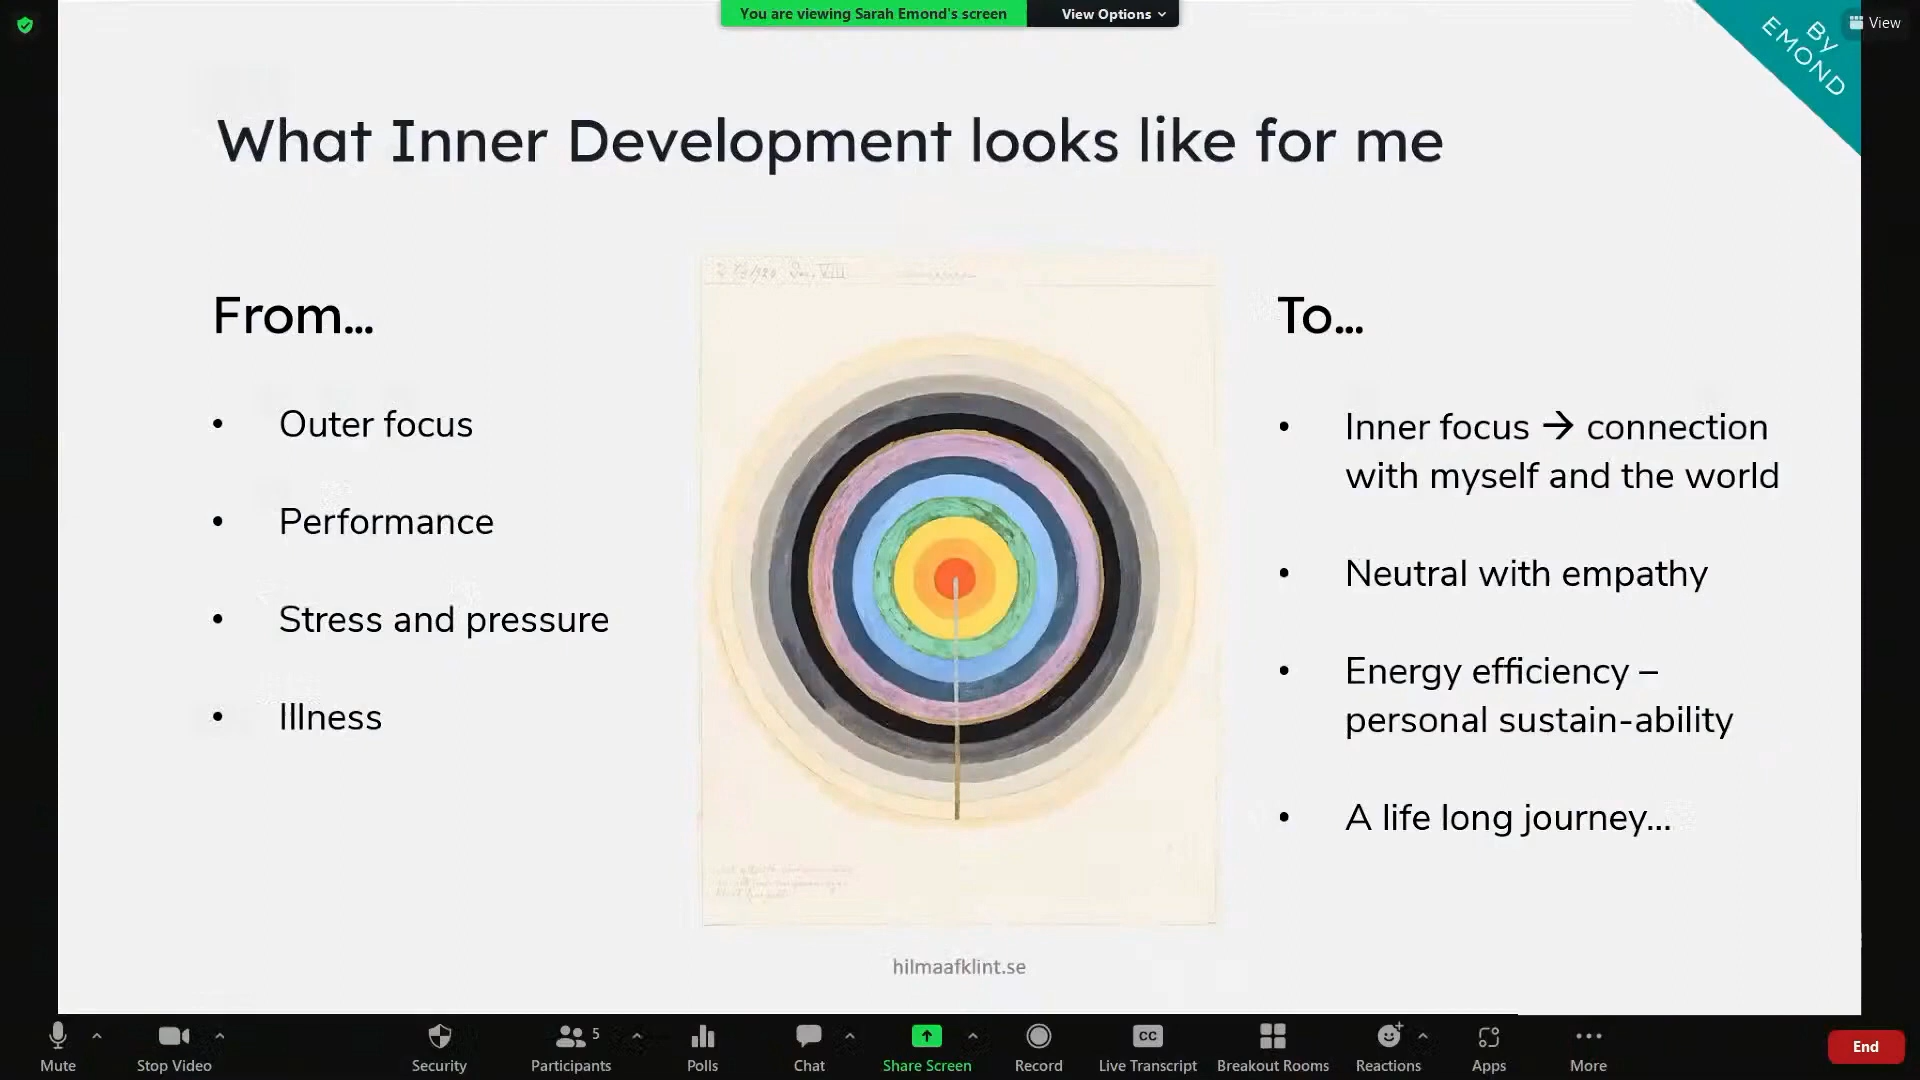 You are viewing Sarah Emond's screen
View Options
View
By
EMOND
What Inner Development looks like for me
From...
• Outer focus
• Performance
• Stress and pressure
• Illness
To...
• Inner focus → connection
with myself and the world
• Neutral with empathy
• Energy efficiency –
personal sustain-ability
• A life long journey...
hilmaafklint.se
Mute
Stop Video
Security
5
Participants
Polls
Chat
Share Screen
Record
CC
Live Transcript
Breakout Rooms
Reactions
Apps
More
End